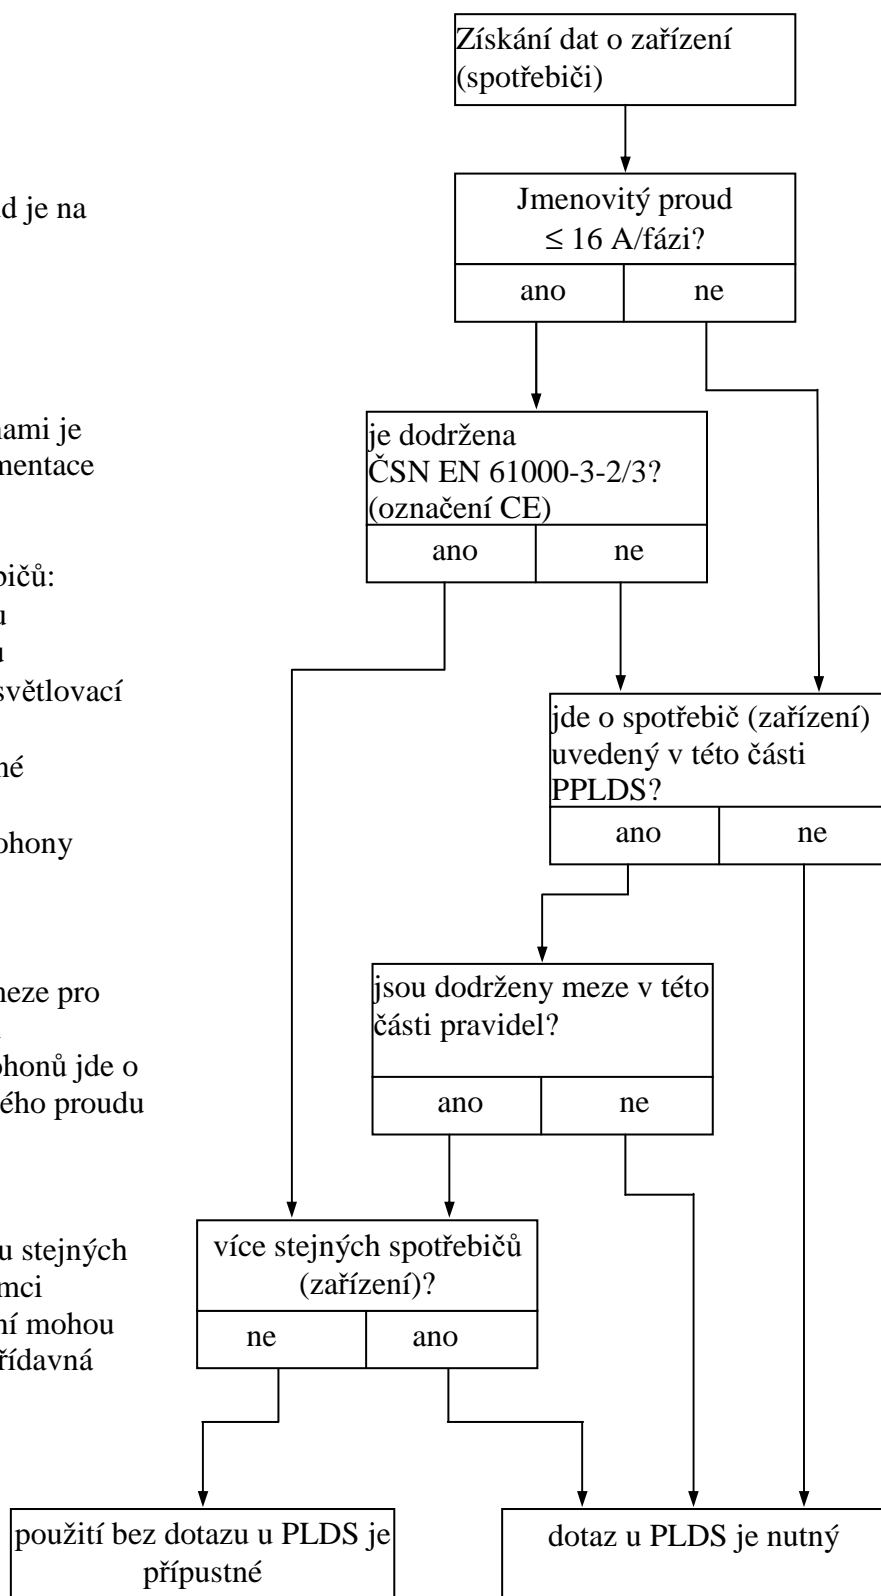 Získání dat o zařízení
(spotřebiči)
d je na
Jmenovitý proud
≤ 16 A/fázi?
ano ne
nami je
mentace
je dodržena
ČSN EN 61000-3-2/3?
(označení CE)
ano ne
bičů:
u
u
světlovací
né
ohony
jde o spotřebič (zařízení)
uvedený v této části
PPLDS?
ano ne
meze pro
ohonů jde o
ého proudu
jsou dodrženy meze v této
části pravidel?
ano ne
u stejných
mci
ní mohou
řídavná
více stejných spotřebičů
(zařízení)?
ne ano
použití bez dotazu u PLDS je
přípustné
dotaz u PLDS je nutný